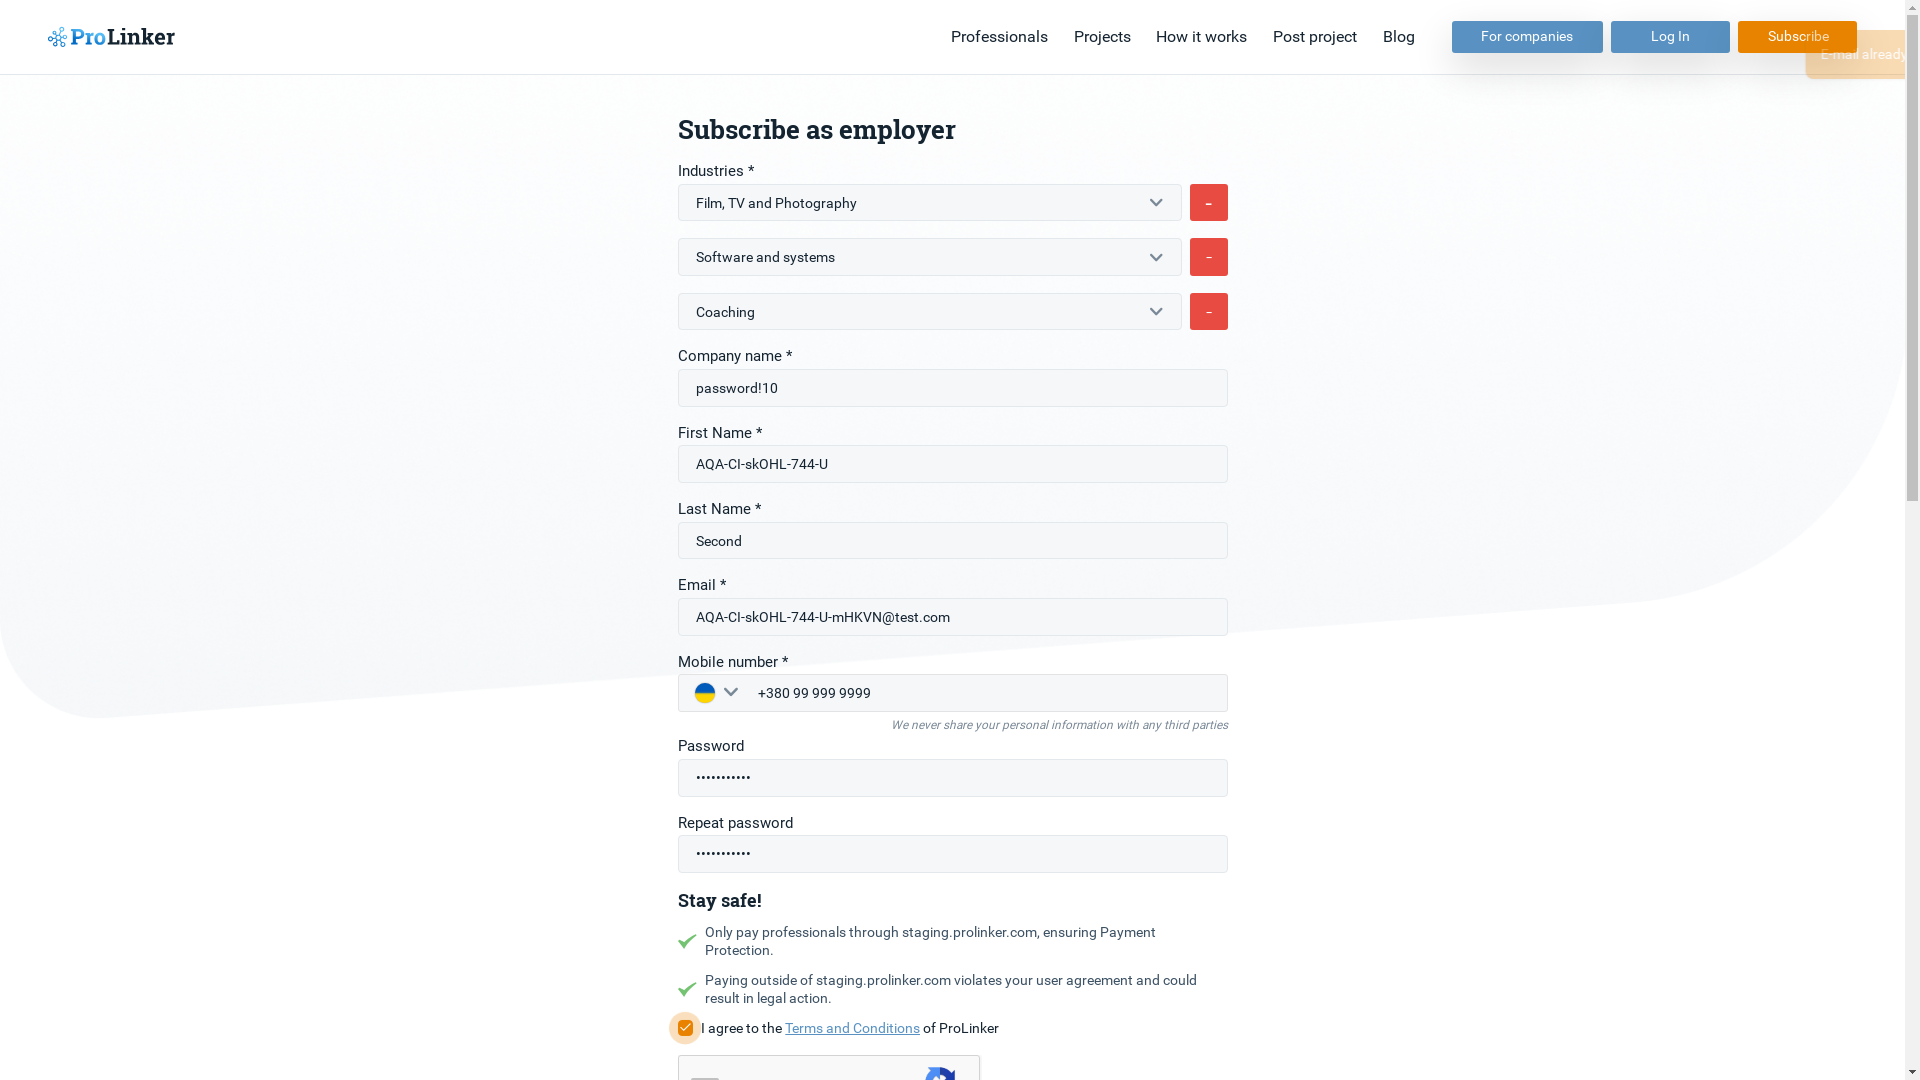 ProLinker
Professionals
Projects
How it works
Post project
Blog
For companies
Log In
Subscribe
E-mail already
Subscribe as employer
Industries *
Film, TV and Photography
-
Software and systems
-
Coaching
-
Company name *
password!10
First Name *
AQA-CI-skOHL-744-U
Last Name *
Second
Email *
AQA-CI-skOHL-744-U-mHKVN@test.com
Mobile number *
+380 99 999 9999
We never share your personal information with any third parties
Password
•••••••••••
Repeat password
•••••••••••
Stay safe!
Only pay professionals through staging.prolinker.com, ensuring Payment
Protection.
Paying outside of staging.prolinker.com violates your user agreement and could
result in legal action.
I agree to the Terms and Conditions of ProLinker